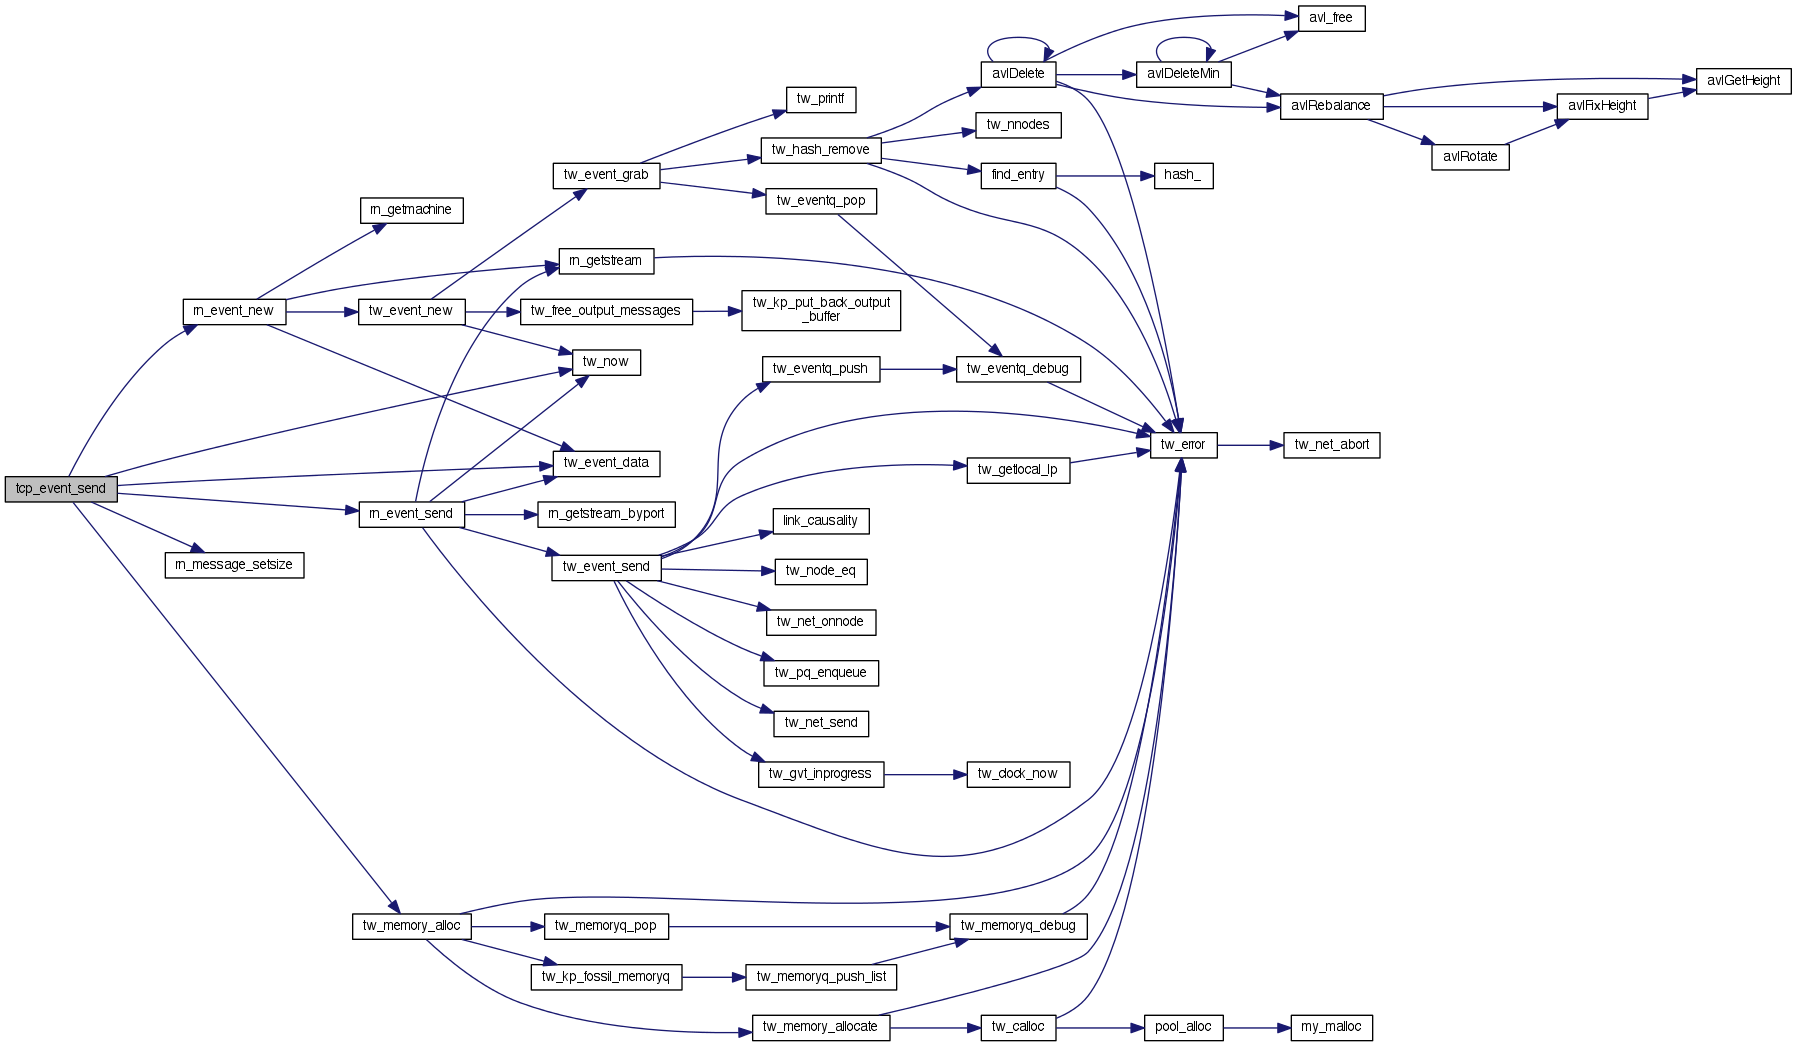 avl_free
avlDelete
avlDeleteMin
avlGetHeight
tw_printf
avlRebalance
avlFixHeight
tw_nnodes
tw_hash_remove
avlRotate
tw_event_grab
find_entry
hash_
tw_eventq_pop
rn_getmachine
rn_getstream
rn_event_new
tw_event_new
tw_free_output_messages
tw_kp_put_back_output
_buffer
tw_now
tw_eventq_push
tw_eventq_debug
tw_error
tw_net_abort
tw_event_data
tw_getlocal_lp
tcp_event_send
rn_event_send
rn_getstream_byport
link_causality
rn_message_setsize
tw_event_send
tw_node_eq
tw_net_onnode
tw_pq_enqueue
tw_net_send
tw_gvt_inprogress
tw_clock_now
tw_memory_alloc
tw_memoryq_pop
tw_memoryq_debug
tw_kp_fossil_memoryq
tw_memoryq_push_list
tw_memory_allocate
tw_calloc
pool_alloc
my_malloc